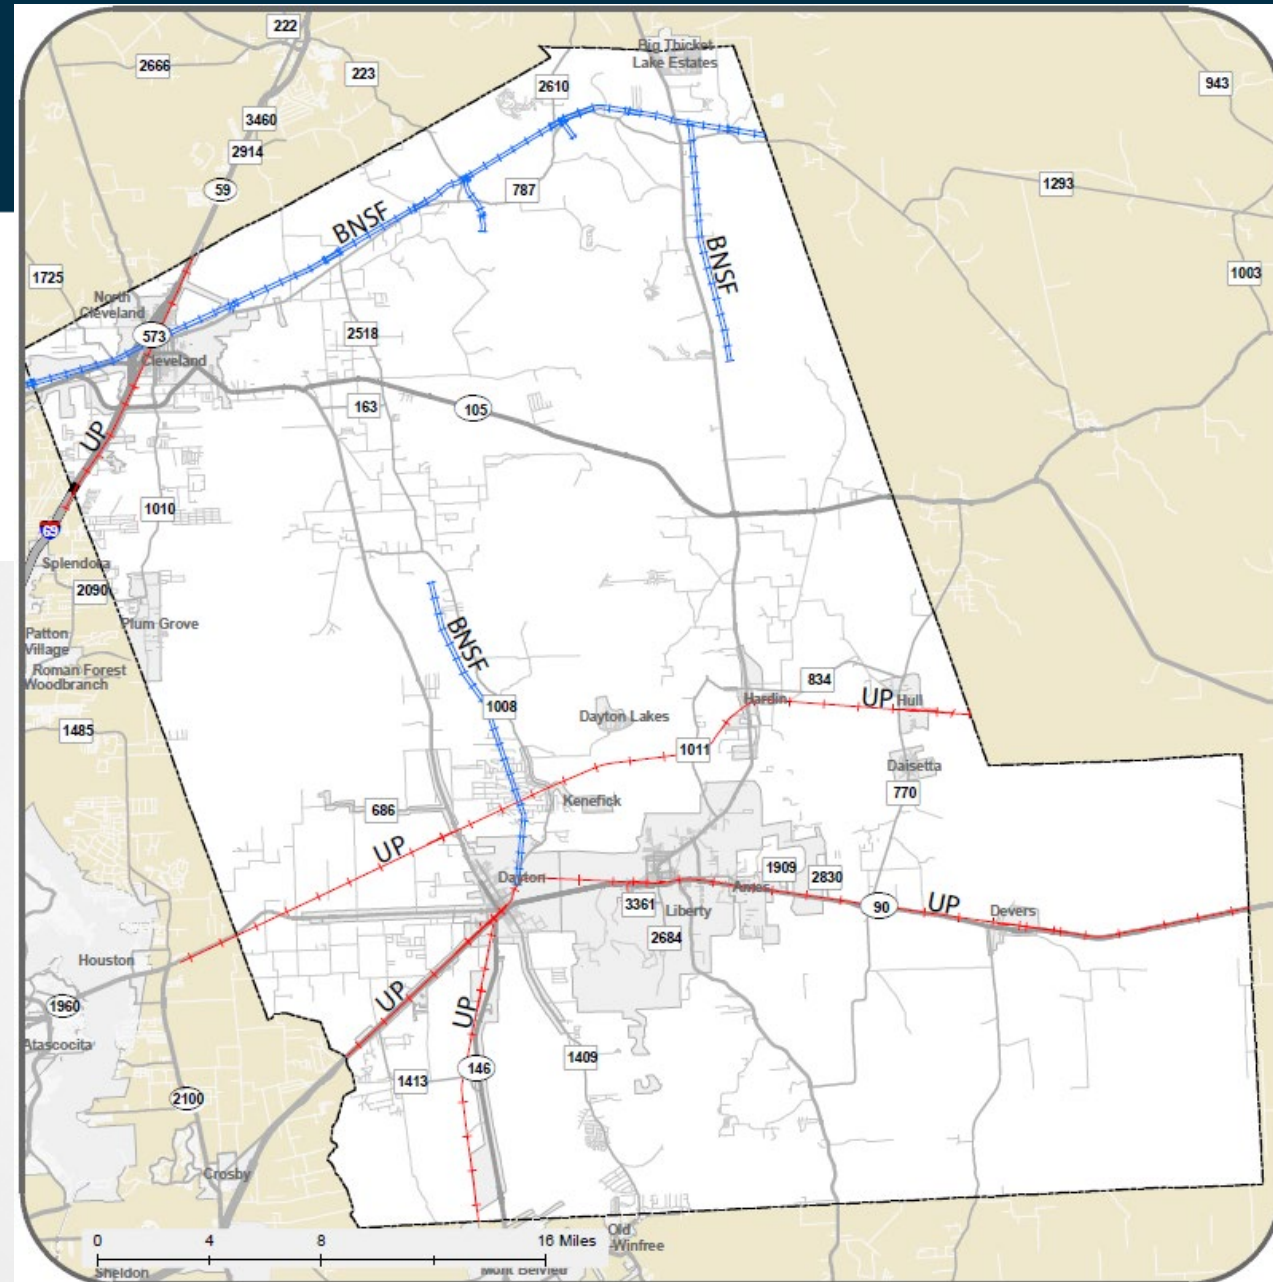 222
Big Thicket
Lake Estates
2666
223
2610
943
3460
2914
59
787
1293
BNSF
BNSF
1003
1725
North
Cleveland
573
2518
Cleveland
163
105
UP
1010
69
Splendora
2090
Plum Grove
BNSF
Patton
Village
Roman Forest
Woodbranch
834
Hardin
UP
Hull
1008
Dayton Lakes
1485
1011
Daisetta
770
686
Kenefick
UP
Dayton
1909
2830
Ames
3361
Liberty
90
UP
Devers
2684
Houston
1960
UP
UP
Atascocita
1409
146
1413
2100
Crosby
0 4 8 16 Miles
Old
-Winfree
Sheldon
Mont Belvieu